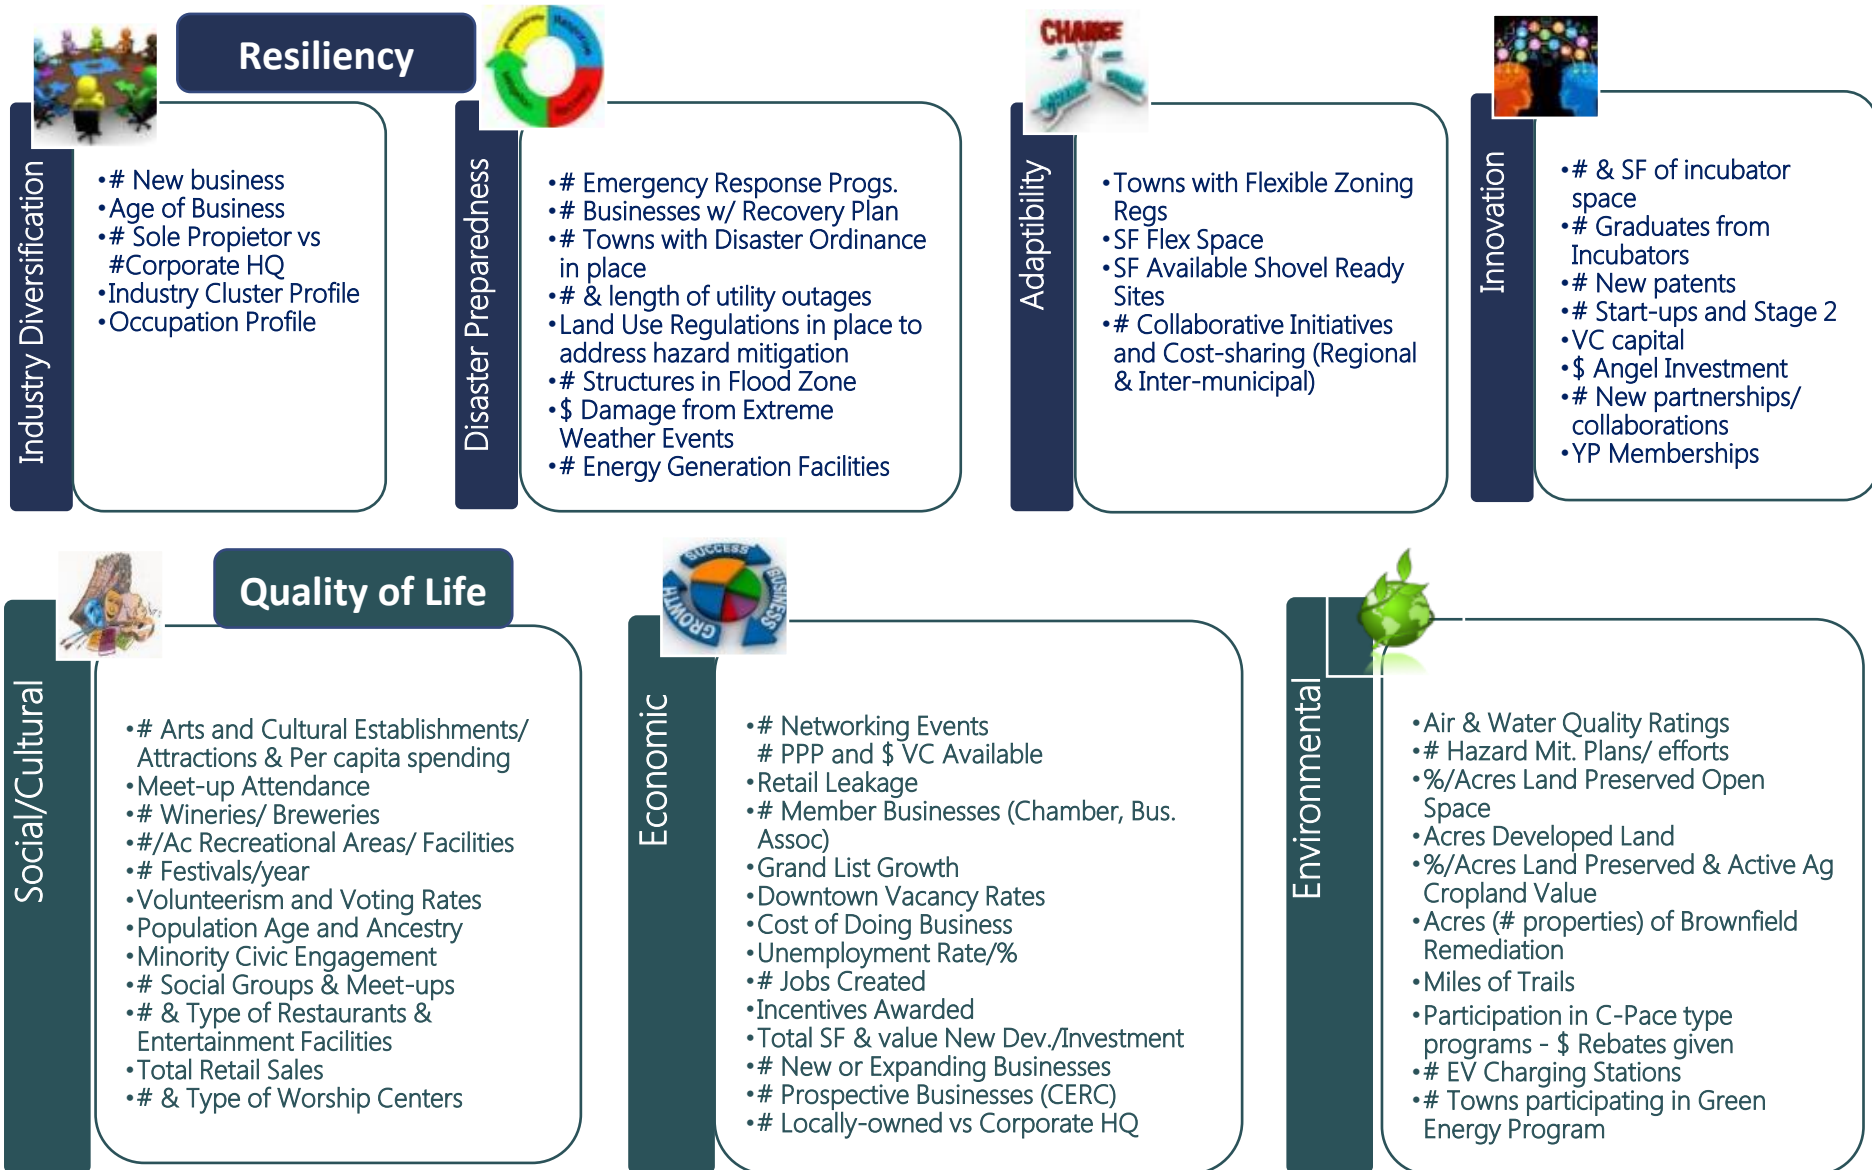 Resiliency
Industry Diversification
•# New business
•Age of Business
•# Sole Propietor vs
#Corporate HQ
•Industry Cluster Profile
•Occupation Profile
Disaster Preparedness
•# Emergency Response Progs.
•# Businesses w/ Recovery Plan
•# Towns with Disaster Ordinance
in place
•# & length of utility outages
•Land Use Regulations in place to
address hazard mitigation
•# Structures in Flood Zone
•$ Damage from Extreme
Weather Events
•# Energy Generation Facilities
CHANGE
Adaptibility
•Towns with Flexible Zoning
Regs
•SF Flex Space
•SF Available Shovel Ready
Sites
•# Collaborative Initiatives
and Cost-sharing (Regional
& Inter-municipal)
Innovation
•# & SF of incubator
space
•# Graduates from
Incubators
•# New patents
•# Start-ups and Stage 2
•VC capital
•$ Angel Investment
•# New partnerships/
collaborations
•YP Memberships
Quality of Life
Social/Cultural
•# Arts and Cultural Establishments/
Attractions & Per capita spending
•Meet-up Attendance
•# Wineries/ Breweries
•#/Ac Recreational Areas/ Facilities
•# Festivals/year
•Volunteerism and Voting Rates
•Population Age and Ancestry
•Minority Civic Engagement
•# Social Groups & Meet-ups
•# & Type of Restaurants &
Entertainment Facilities
•Total Retail Sales
•# & Type of Worship Centers
SUCCESS
BUSINESS
GROWTH
Economic
•# Networking Events
# PPP and $ VC Available
•Retail Leakage
•# Member Businesses (Chamber, Bus.
Assoc)
•Grand List Growth
•Downtown Vacancy Rates
•Cost of Doing Business
•Unemployment Rate/%
•# Jobs Created
•Incentives Awarded
•Total SF & value New Dev./Investment
•# New or Expanding Businesses
•# Prospective Businesses (CERC)
•# Locally-owned vs Corporate HQ
Environmental
•Air & Water Quality Ratings
•# Hazard Mit. Plans/ efforts
•%/Acres Land Preserved Open
Space
•Acres Developed Land
•%/Acres Land Preserved & Active Ag
Cropland Value
•Acres (# properties) of Brownfield
Remediation
•Miles of Trails
•Participation in C-Pace type
programs - $ Rebates given
•# EV Charging Stations
•# Towns participating in Green
Energy Program